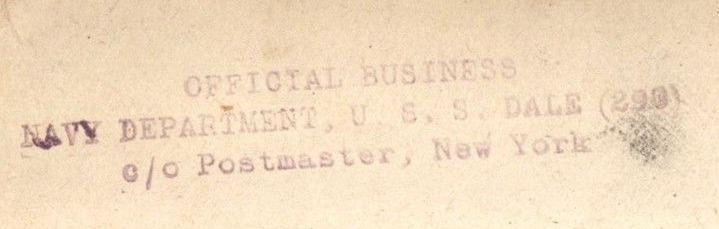 OFFICIAL BUSINESS
NAVY DEPARTMENT, U. S. S. DALE (290)
c/o Postmaster, New York